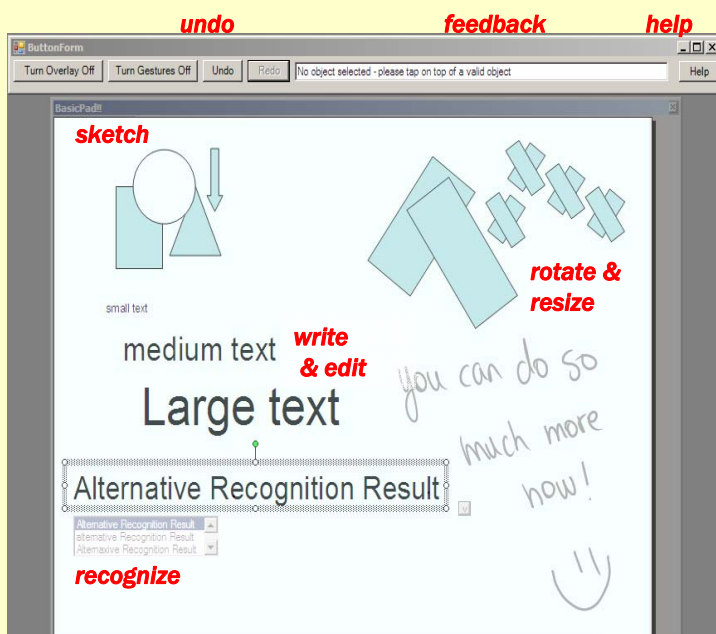 undo feedback help
ButtonForm
Turn Overlay Off Turn Gestures Off Undo Redo No object selected - please tap on top of a valid object Help
BasicPad!!
sketch
rotate &
resize
small text
medium text
write
& edit
Large text
you can do so
much more
now!
Alternative Recognition Result
Alternative Recognition Result
alternative Recognition Result
Alternaxive Recognition Result
recognize